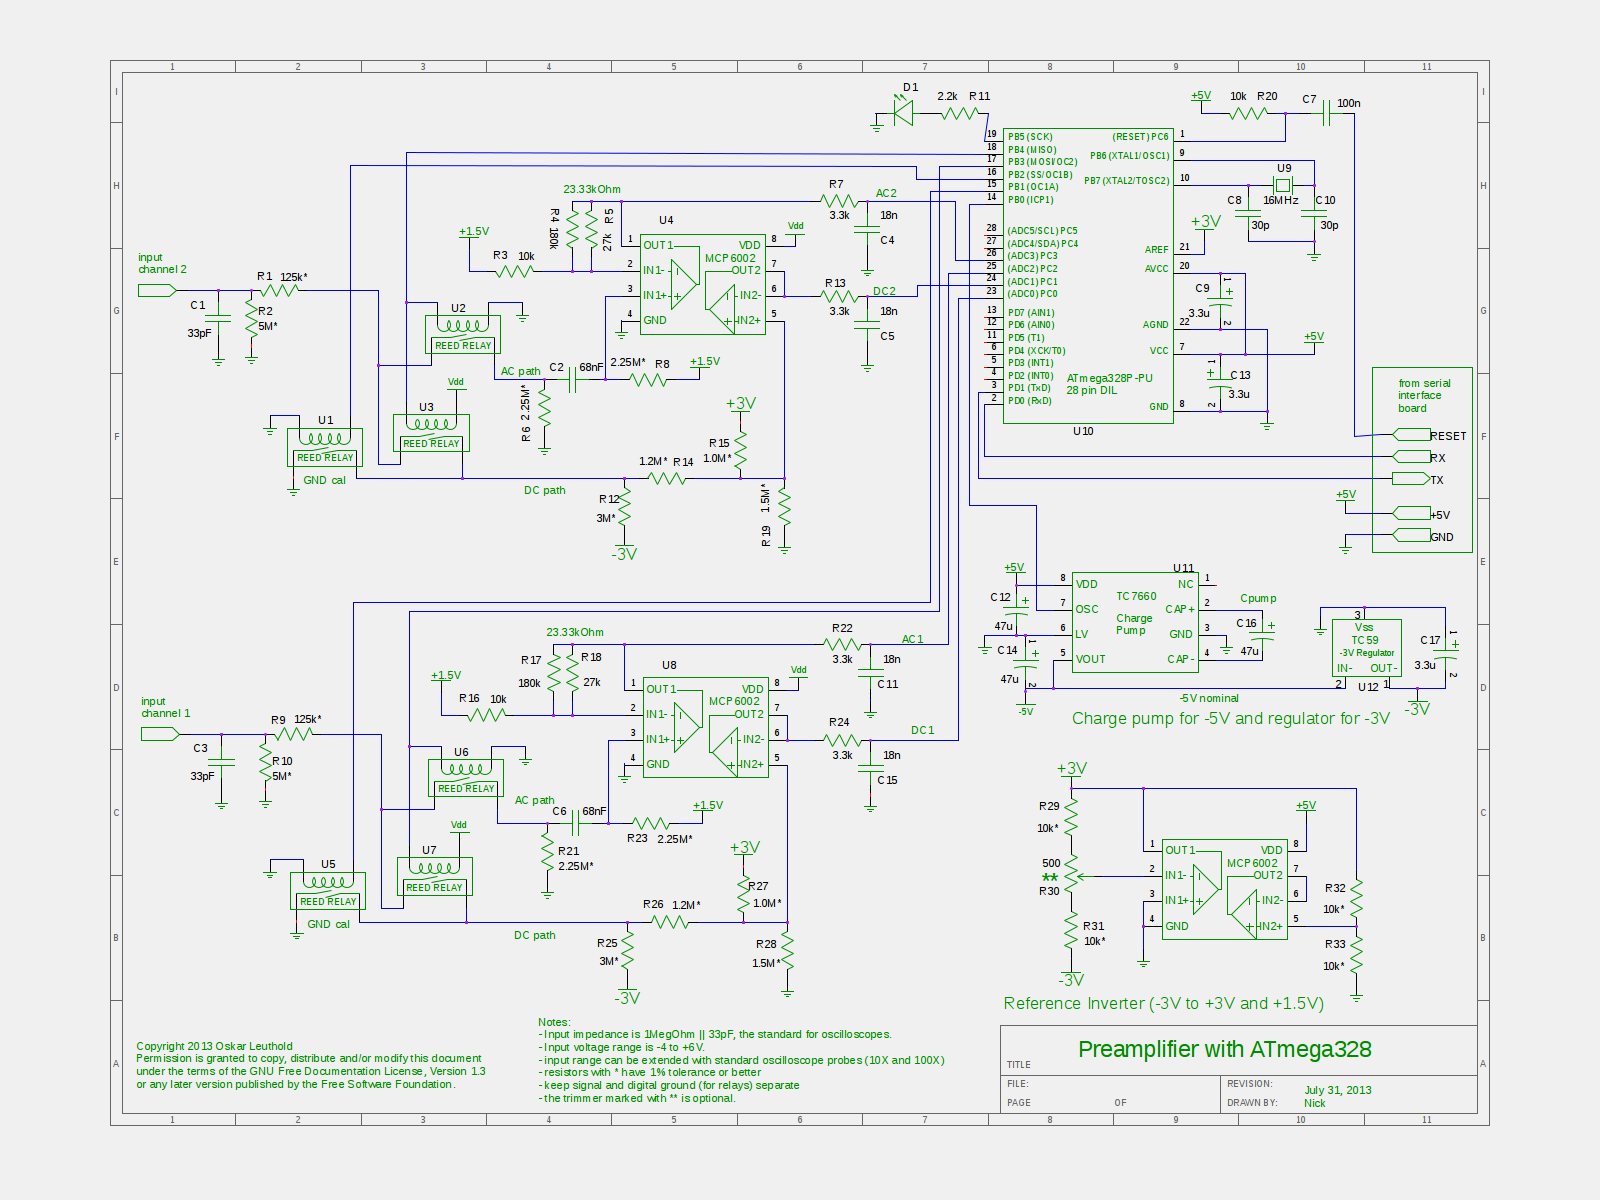 1 2 3 4 5 6 7 8 9 10 11
I
H
G
F
E
D
C
B
A
I
H
G
F
E
D
C
B
A
D1
2.2k R11
+5V
10k R20
C7
100n
19 PB5 (SCK)
18 PB4 (MISO)
17 PB3 (MOSI/OC2)
16 PB2 (SS/OC1B)
15 PB1 (OC1A)
14 PB0 (ICP1)
28 (ADC5/SCL) PC5
27 (ADC4/SDA) PC4
26 (ADC3) PC3
25 (ADC2) PC2
24 (ADC1) PC1
23 (ADC0) PC0
13 PD7 (AIN1)
12 PD6 (AIN0)
11 PD5 (T1)
6 PD4 (XCK/T0)
5 PD3 (INT1)
4 PD2 (INT0)
3 PD1 (TxD)
2 PD0 (RxD)
(RESET) PC6 1
PB6 (XTAL1/OSC1) 9
PB7 (XTAL2/TOSC2) 10
AREF 21
AVCC 20
AGND 22
VCC 7
GND 8
ATmega328P-PU
28 pin DIL
U10
U9
16MHz
C8
30p
C10
30p
+3V
C9
3.3u
1
2
+5V
C13
3.3u
1
2
from serial
interface
board
RESET
RX
TX
+5V
+5V
GND
input
channel 2
C1
33pF
R1 125k*
R2
5M*
U1
REED RELAY
GND cal
U2
REED RELAY
Vdd
U3
REED RELAY
+1.5V
R3 10k
23.33kOhm
R4 180k
R5
27k
U4
MCP6002
1 OUT1
2 IN1-
3 IN1+
4 GND
VDD 8
OUT2 7
IN2- 6
IN2+ 5
Vdd
AC path
C2 68nF
R6 2.25M*
2.25M* R8
+1.5V
R7
3.3k
AC2
18n
C4
R13
3.3k
DC2
18n
C5
+3V
R15
1.0M*
1.2M* R14
DC path
R12
3M*
-3V
R19 1.5M*
input
channel 1
C3
33pF
R9 125k*
R10
5M*
U5
REED RELAY
GND cal
U6
REED RELAY
Vdd
U7
REED RELAY
+1.5V
R16 10k
23.33kOhm
R17
180k
R18
27k
U8
MCP6002
1 OUT1
2 IN1-
3 IN1+
4 GND
VDD 8
OUT2 7
IN2- 6
IN2+ 5
Vdd
AC path
C6 68nF
R21
2.25M*
R23 2.25M*
+1.5V
R22
3.3k
AC1
18n
C11
R24
3.3k
DC1
18n
C15
+3V
R27
1.0M*
R26 1.2M*
DC path
R25
3M*
-3V
R28
1.5M*
+5V
C12
47u
C14
47u
2
-5V
U11
TC7660
Charge
Pump
8 VDD
7 OSC
6 LV
5 VOUT
NC 1
CAP+ 2
GND 3
CAP- 4
Cpump
C16
47u
3
Vss
TC59
-3V Regulator
IN- OUT-
2 U12 1
C17
3.3u
1
2
-3V
-5V nominal
Charge pump for -5V and regulator for -3V
+3V
R29
10k*
500
**
R30
R31
10k*
-3V
MCP6002
1 OUT1
2 IN1-
3 IN1+
4 GND
VDD 8
OUT2 7
IN2- 6
IN2+ 5
+5V
R32
10k*
R33
10k*
Reference Inverter (-3V to +3V and +1.5V)
Copyright 2013 Oskar Leuthold
Permission is granted to copy, distribute and/or modify this document
under the terms of the GNU Free Documentation License, Version 1.3
or any later version published by the Free Software Foundation.
Notes:
- Input impedance is 1MegOhm || 33pF, the standard for oscilloscopes.
- Input voltage range is -4 to +6V.
- input range can be extended with standard oscilloscope probes (10X and 100X)
- resistors with * have 1% tolerance or better
- keep signal and digital ground (for relays) separate
- the trimmer marked with ** is optional.
Preamplifier with ATmega328
TITLE
FILE:
PAGE OF
REVISION: July 31, 2013
DRAWN BY: Nick
1 2 3 4 5 6 7 8 9 10 11